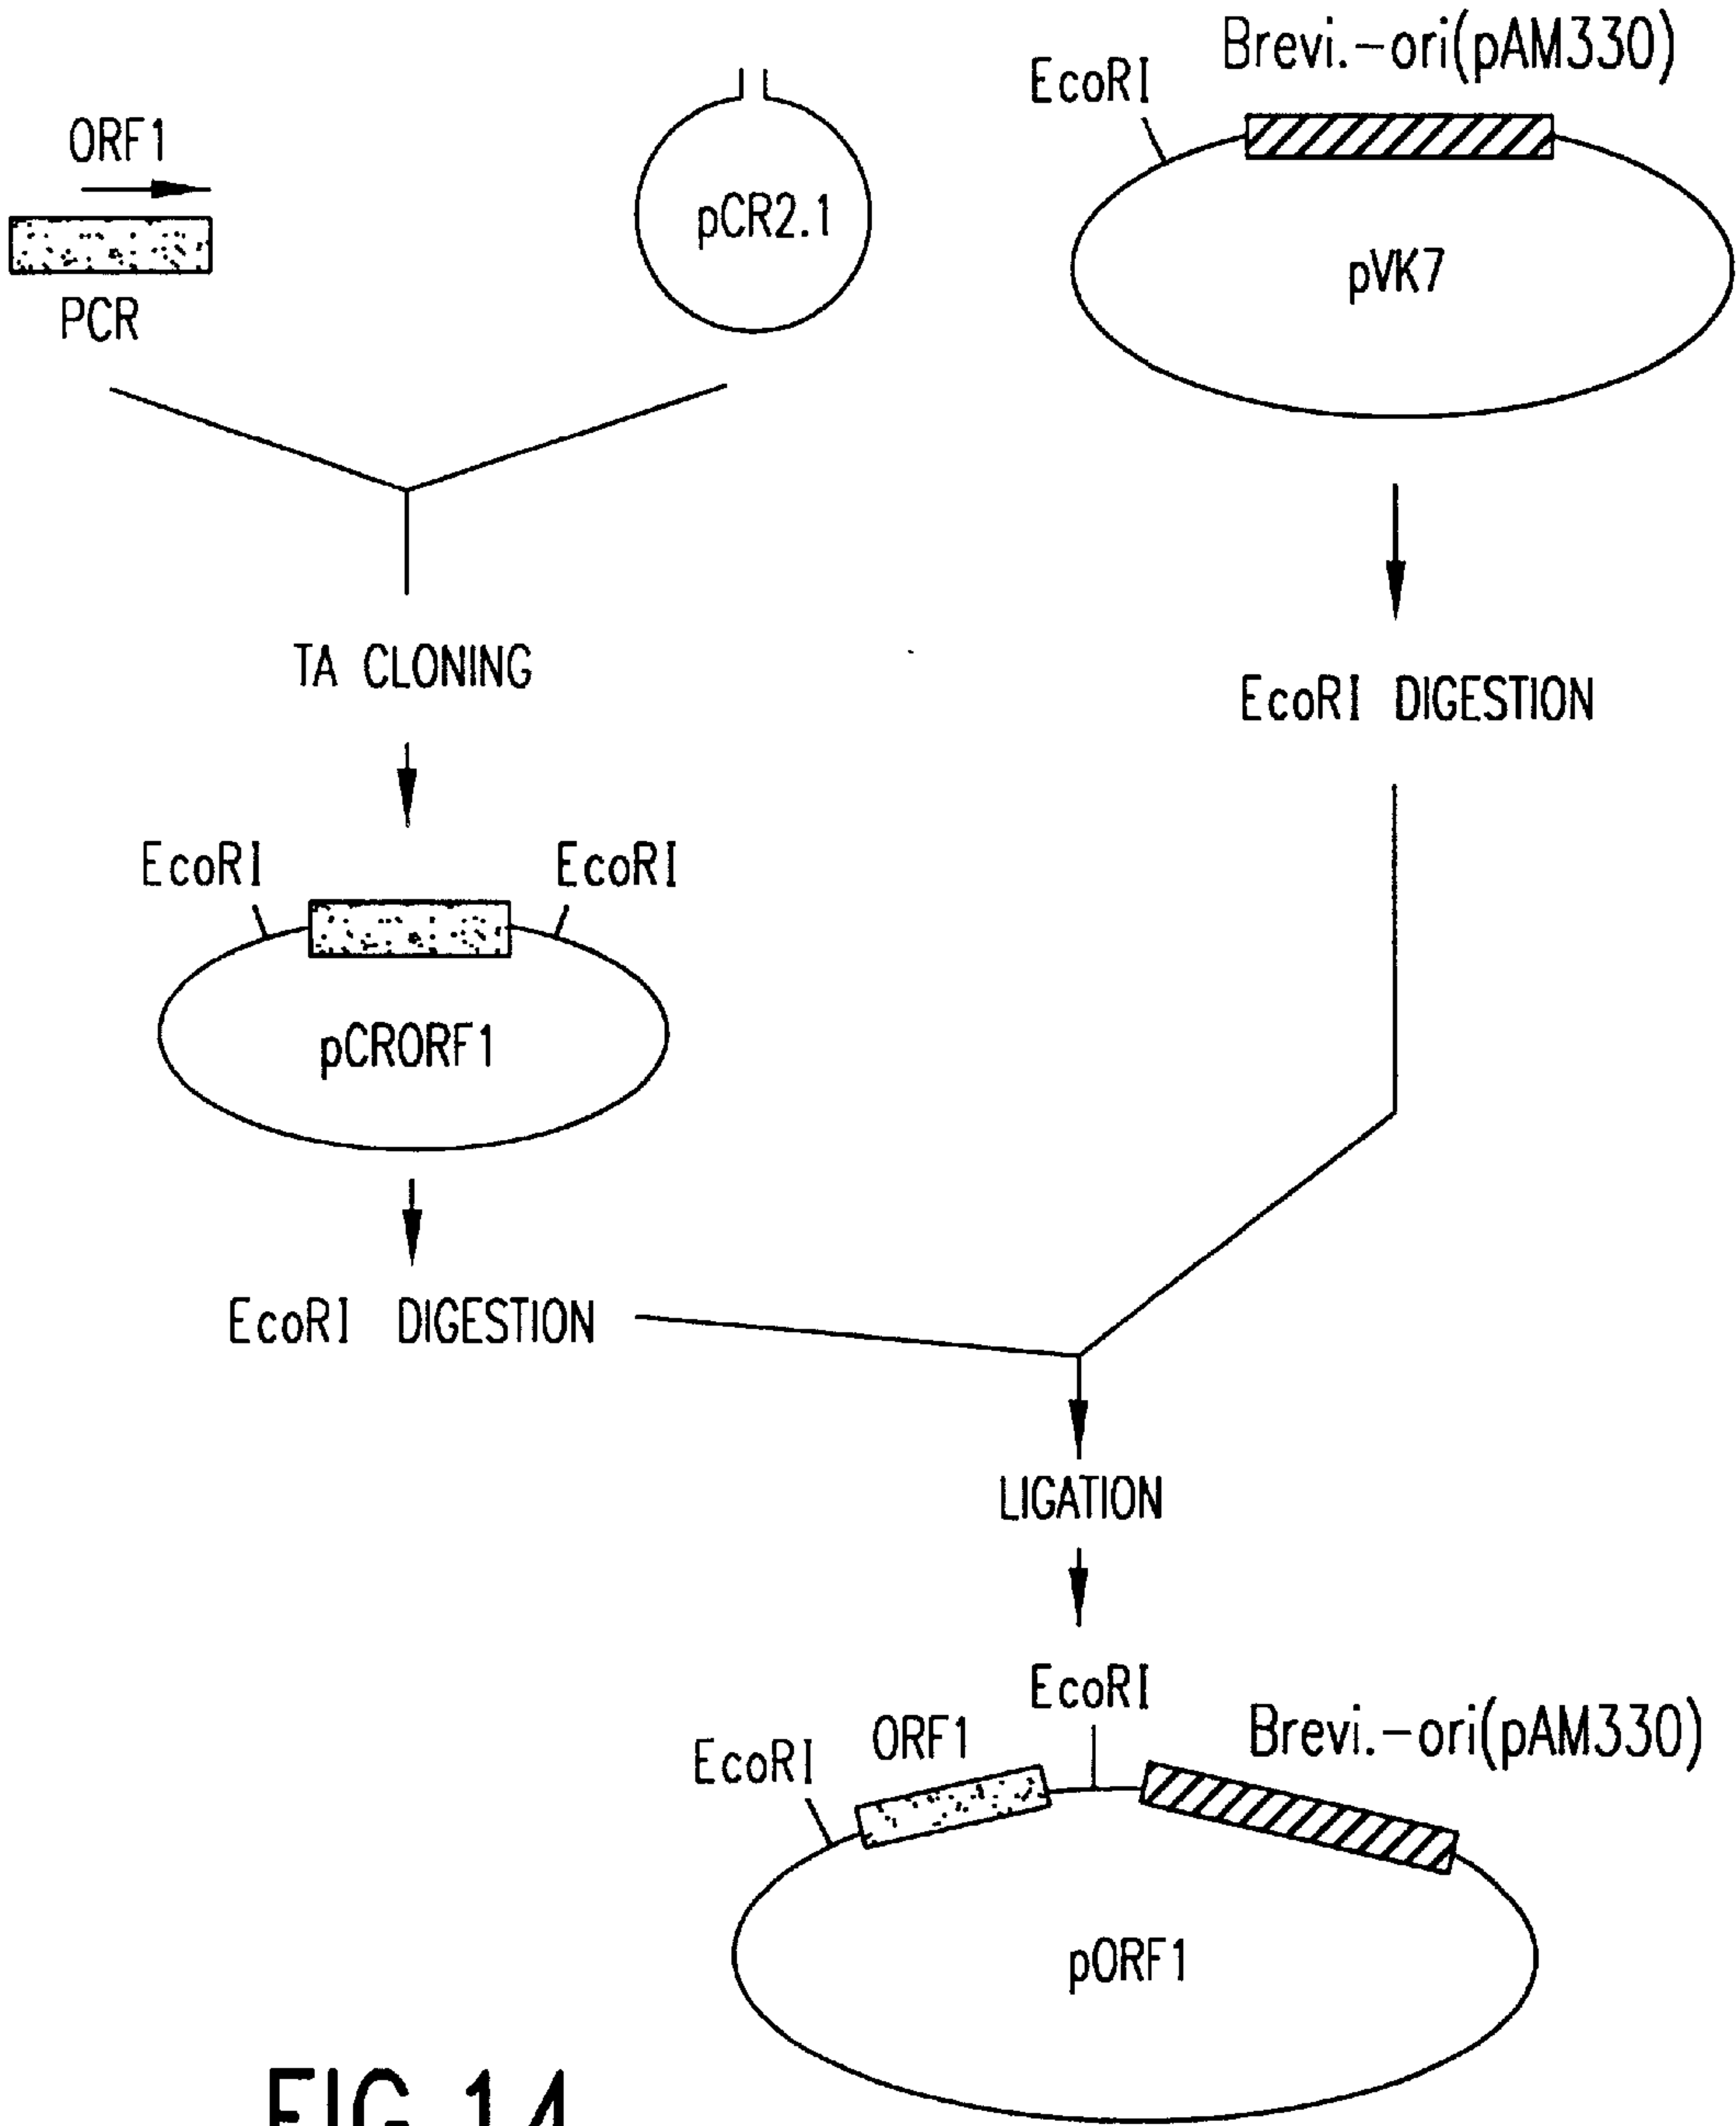 Brevi.-ori(pAM330)
EcoRI
ORF1
pCR2.1
pVK7
PCR
TA CLONING
EcoRI DIGESTION
EcoRI
EcoRI
pCRORF1
EcoRI DIGESTION
LIGATION
EcoRI
ORF1
Brevi.-ori(pAM330)
EcoRI
pORF1
FIG.14